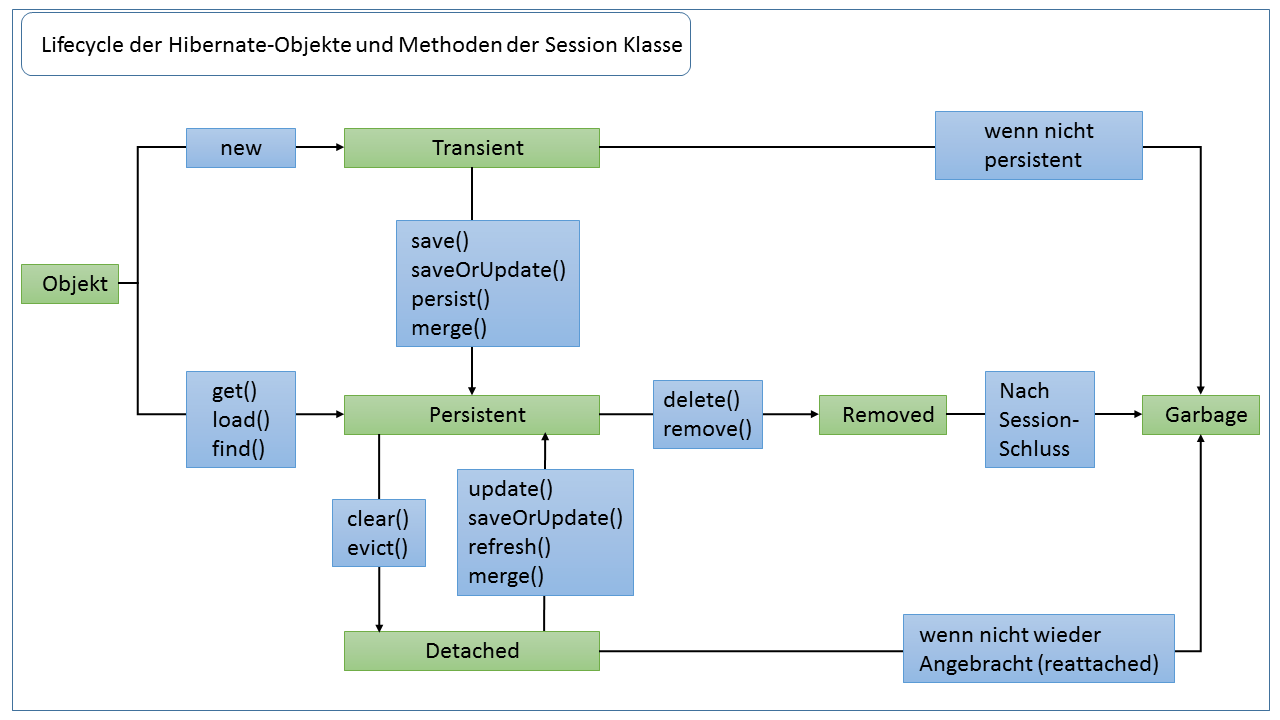 Lifecycle der Hibernate-Objekte und Methoden der Session Klasse
new
Transient
wenn nicht
persistent
save()
saveOrUpdate()
persist()
merge()
Objekt
get()
load()
find()
Persistent
delete()
remove()
Removed
Nach
Session-
Schluss
Garbage
clear()
evict()
update()
saveOrUpdate()
refresh()
merge()
Detached
wenn nicht wieder
Angebracht (reattached)